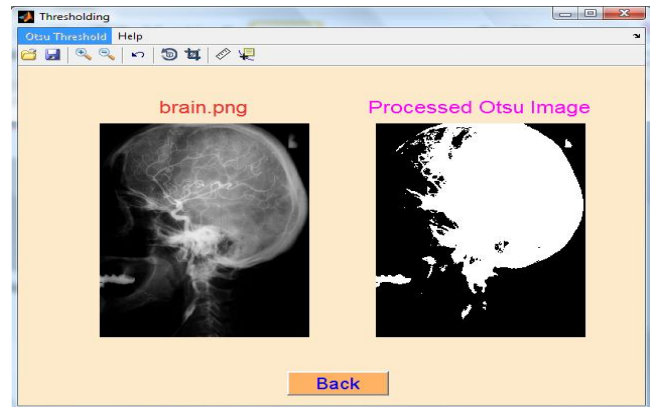 Thresholding
Otsu Threshold Help
brain.png
Processed Otsu Image
Back